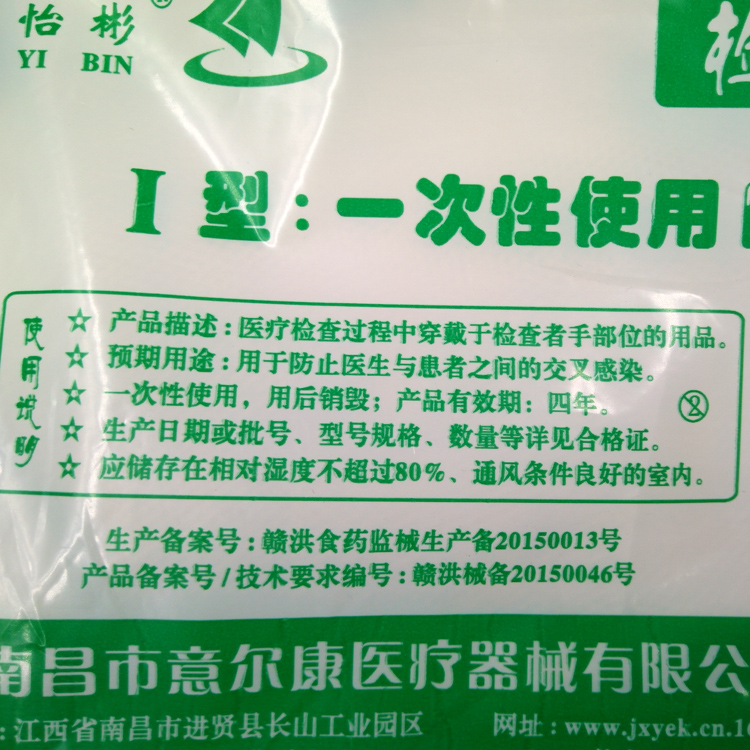 怡彬®
YI BIN
检
I型：一次性使用
使用说明
☆ 产品描述：医疗检查过程中穿戴于检查者手部位的用品。
☆ 预期用途：用于防止医生与患者之间的交叉感染。
☆ 一次性使用，用后销毁；产品有效期：四年。
☆ 生产日期或批号、型号规格、数量等详见合格证。
☆ 应储存在相对湿度不超过80%、通风条件良好的室内。
生产备案号：赣洪食药监械生产备20150013号
产品备案号/技术要求编号：赣洪械备20150046号
南昌市意尔康医疗器械有限公
：江西省南昌市进贤县长山工业园区 网址：www.jxyek.cn.1